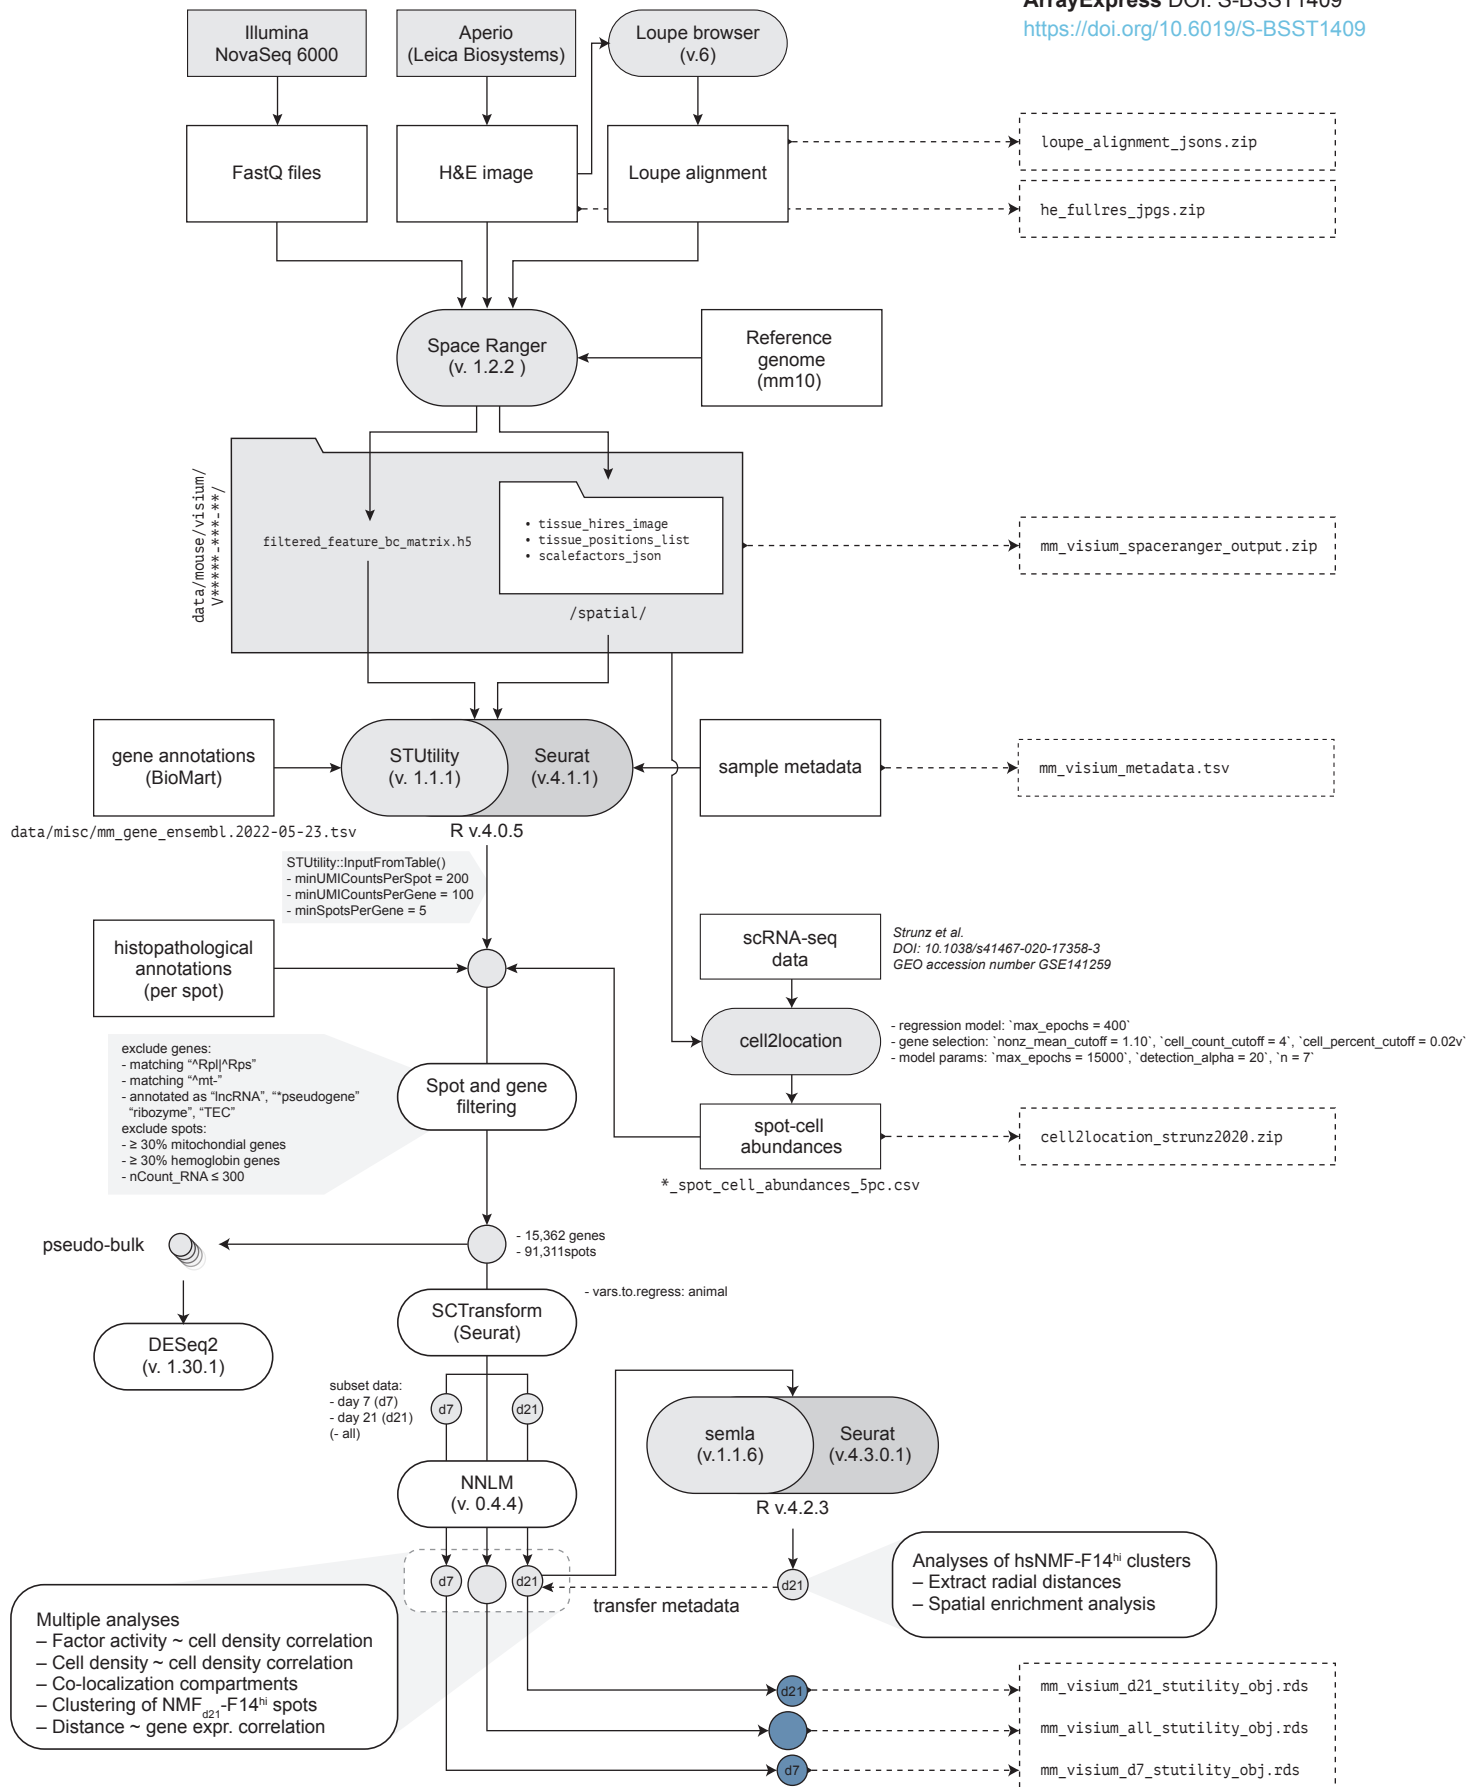 ArrayExpress DOI: S-BSST1409
https://doi.org/10.6019/S-BSST1409
Illumina
NovaSeq 6000
Aperio
(Leica Biosystems)
Loupe browser
(v.6)
FastQ files
H&E image
Loupe alignment
loupe_alignment_jsons.zip
he_fullres_jpgs.zip
Space Ranger
(v. 1.2.2 )
Reference
genome
(mm10)
data/mouse/visium/
V*****-***-**/
filtered_feature_bc_matrix.h5
• tissue_hires_image
• tissue_positions_list
• scalefactors_json
/spatial/
mm_visium_spaceranger_output.zip
gene annotations
(BioMart)
data/misc/mm_gene_ensembl.2022-05-23.tsv
STUtility
(v. 1.1.1)
Seurat
(v.4.1.1)
R v.4.0.5
sample metadata
mm_visium_metadata.tsv
STUtility::InputFromTable()
- minUMICountsPerSpot = 200
- minUMICountsPerGene = 100
- minSpotsPerGene = 5
histopathological
annotations
(per spot)
scRNA-seq
data
Strunz et al.
DOI: 10.1038/s41467-020-17358-3
GEO accession number GSE141259
cell2location
- regression model: `max_epochs = 400`
- gene selection: `nonz_mean_cutoff = 1.10`, `cell_count_cutoff = 4`, `cell_percent_cutoff = 0.02v`
- model params: `max_epochs = 15000`, `detection_alpha = 20`, `n = 7`
exclude genes:
- matching “^Rpl|^Rps”
- matching “^mt-”
- annotated as “lncRNA”, “*pseudogene”
“ribozyme”, “TEC”
exclude spots:
- ≥ 30% mitochondial genes
- ≥ 30% hemoglobin genes
- nCount_RNA ≤ 300
Spot and gene
filtering
spot-cell
abundances
*_spot_cell_abundances_5pc.csv
cell2location_strunz2020.zip
pseudo-bulk
- 15,362 genes
- 91,311spots
DESeq2
(v. 1.30.1)
SCTransform
(Seurat)
- vars.to.regress: animal
subset data:
- day 7 (d7)
- day 21 (d21)
(- all)
d7
d21
NNLM
(v. 0.4.4)
semla
(v.1.1.6)
Seurat
(v.4.3.0.1)
R v.4.2.3
d7
d21
transfer metadata
d21
Analyses of hsNMF-F14hi clusters
– Extract radial distances
– Spatial enrichment analysis
Multiple analyses
– Factor activity ~ cell density correlation
– Cell density ~ cell density correlation
– Co-localization compartments
– Clustering of NMFd21-F14hi spots
– Distance ~ gene expr. correlation
d21
mm_visium_d21_stutility_obj.rds
mm_visium_all_stutility_obj.rds
d7
mm_visium_d7_stutility_obj.rds